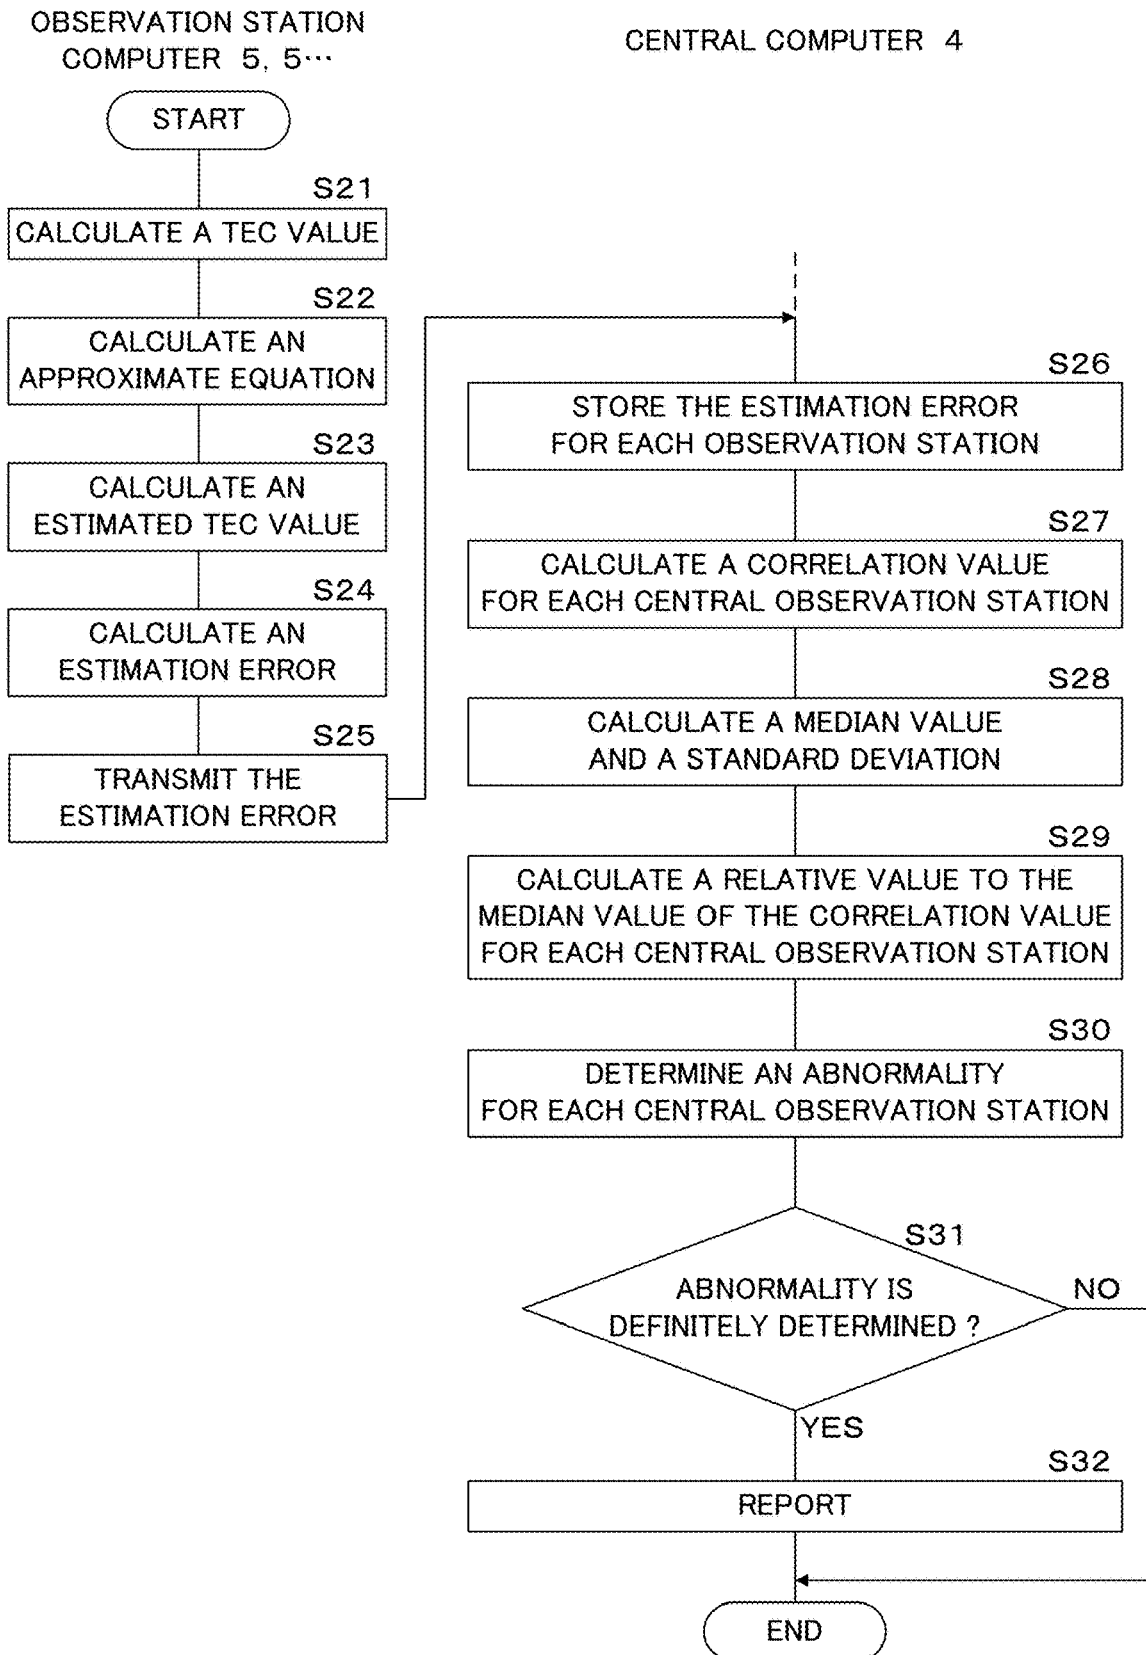 OBSERVATION STATION
COMPUTER 5, 5…
START
S21
CALCULATE A TEC VALUE
S22
CALCULATE AN
APPROXIMATE EQUATION
S23
CALCULATE AN
ESTIMATED TEC VALUE
S24
CALCULATE AN
ESTIMATION ERROR
S25
TRANSMIT THE
ESTIMATION ERROR
CENTRAL COMPUTER 4
S26
STORE THE ESTIMATION ERROR
FOR EACH OBSERVATION STATION
S27
CALCULATE A CORRELATION VALUE
FOR EACH CENTRAL OBSERVATION STATION
S28
CALCULATE A MEDIAN VALUE
AND A STANDARD DEVIATION
S29
CALCULATE A RELATIVE VALUE TO THE
MEDIAN VALUE OF THE CORRELATION VALUE
FOR EACH CENTRAL OBSERVATION STATION
S30
DETERMINE AN ABNORMALITY
FOR EACH CENTRAL OBSERVATION STATION
S31
ABNORMALITY IS
DEFINITELY DETERMINED ?
NO
YES
S32
REPORT
END